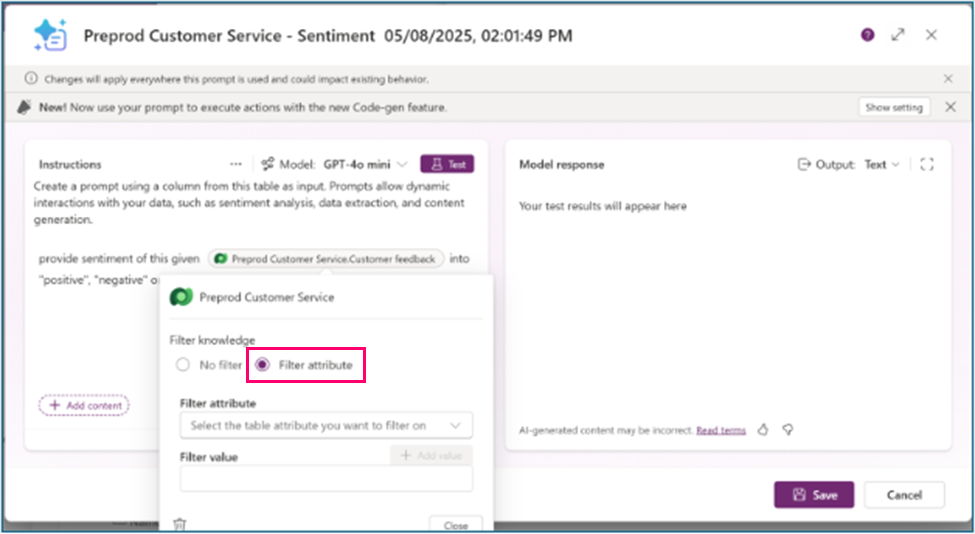 Preprod Customer Service - Sentiment 05/08/2025, 02:01:49 PM
?
Changes will apply everywhere this prompt is used and could impact existing behavior.
New! Now use your prompt to execute actions with the new Code-gen feature.
Show setting
Instructions
... Model: GPT-4o mini
Test
Create a prompt using a column from this table as input. Prompts allow dynamic
interactions with your data, such as sentiment analysis, data extraction, and content
generation.
provide sentiment of this given Preprod Customer Service.Customer feedback into
"positive", "negative" o
Preprod Customer Service
Filter knowledge
No filter Filter attribute
Filter attribute
Select the table attribute you want to filter on
Filter value
+ Add value
Close
+ Add content
Model response
Output: Text
Your test results will appear here
AI-generated content may be incorrect. Read terms
Save
Cancel